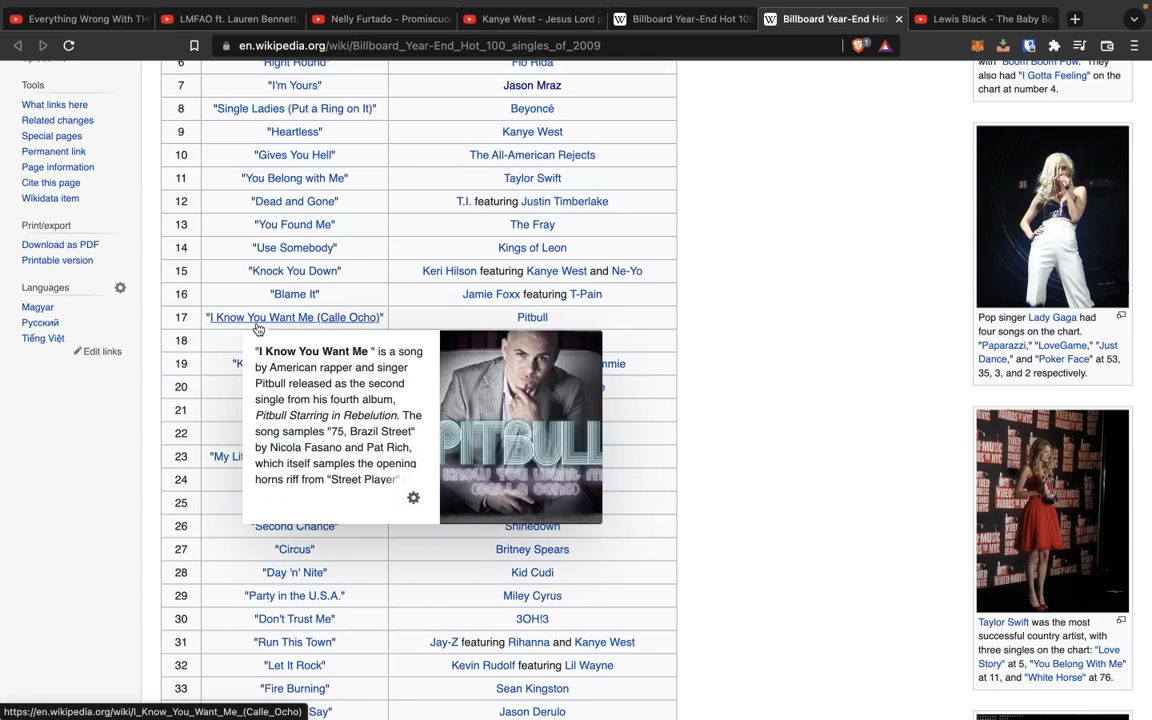 Everything Wrong With TH
LMFAO ft. Lauren Bennett,
Nelly Furtado - Promiscuo
Kanye West - Jesus Lord p
Billboard Year-End Hot 100
Billboard Year-End Hot
Lewis Black - The Baby Bo
en.wikipedia.org/wiki/Billboard_Year-End_Hot_100_singles_of_2009
Tools
What links here
Related changes
Special pages
Permanent link
Page information
Cite this page
Wikidata item
Print/export
Download as PDF
Printable version
Languages
Magyar
Русский
Tiếng Việt
Edit links
6 "Right Round" Flo Rida
7 "I'm Yours" Jason Mraz
8 "Single Ladies (Put a Ring on It)" Beyoncé
9 "Heartless" Kanye West
10 "Gives You Hell" The All-American Rejects
11 "You Belong with Me" Taylor Swift
12 "Dead and Gone" T.I. featuring Justin Timberlake
13 "You Found Me" The Fray
14 "Use Somebody" Kings of Leon
15 "Knock You Down" Keri Hilson featuring Kanye West and Ne-Yo
16 "Blame It" Jamie Foxx featuring T-Pain
17 "I Know You Want Me (Calle Ocho)" Pitbull
18
19 "K
20
21
22
23 "My Li
24
25
26 "Second Chance" Shinedown
27 "Circus" Britney Spears
28 "Day 'n' Nite" Kid Cudi
29 "Party in the U.S.A." Miley Cyrus
30 "Don't Trust Me" 3OH!3
31 "Run This Town" Jay-Z featuring Rihanna and Kanye West
32 "Let It Rock" Kevin Rudolf featuring Lil Wayne
33 "Fire Burning" Sean Kingston
Say" Jason Derulo
"I Know You Want Me " is a song
by American rapper and singer
Pitbull released as the second
single from his fourth album,
Pitbull Starring in Rebelution. The
song samples "75, Brazil Street"
by Nicola Fasano and Pat Rich,
which itself samples the opening
horns riff from "Street Player"
PITBULL
I KNOW YOU WANT ME
(CALLE OCHO)
with "Boom Boom Pow." They
also had "I Gotta Feeling" on the
chart at number 4.
Pop singer Lady Gaga had
four songs on the chart.
"Paparazzi," "LoveGame," "Just
Dance," and "Poker Face" at 53,
35, 3, and 2 respectively.
Taylor Swift was the most
successful country artist, with
three singles on the chart: "Love
Story" at 5, "You Belong With Me"
at 11, and "White Horse" at 76.
https://en.wikipedia.org/wiki/I_Know_You_Want_Me_(Calle_Ocho)